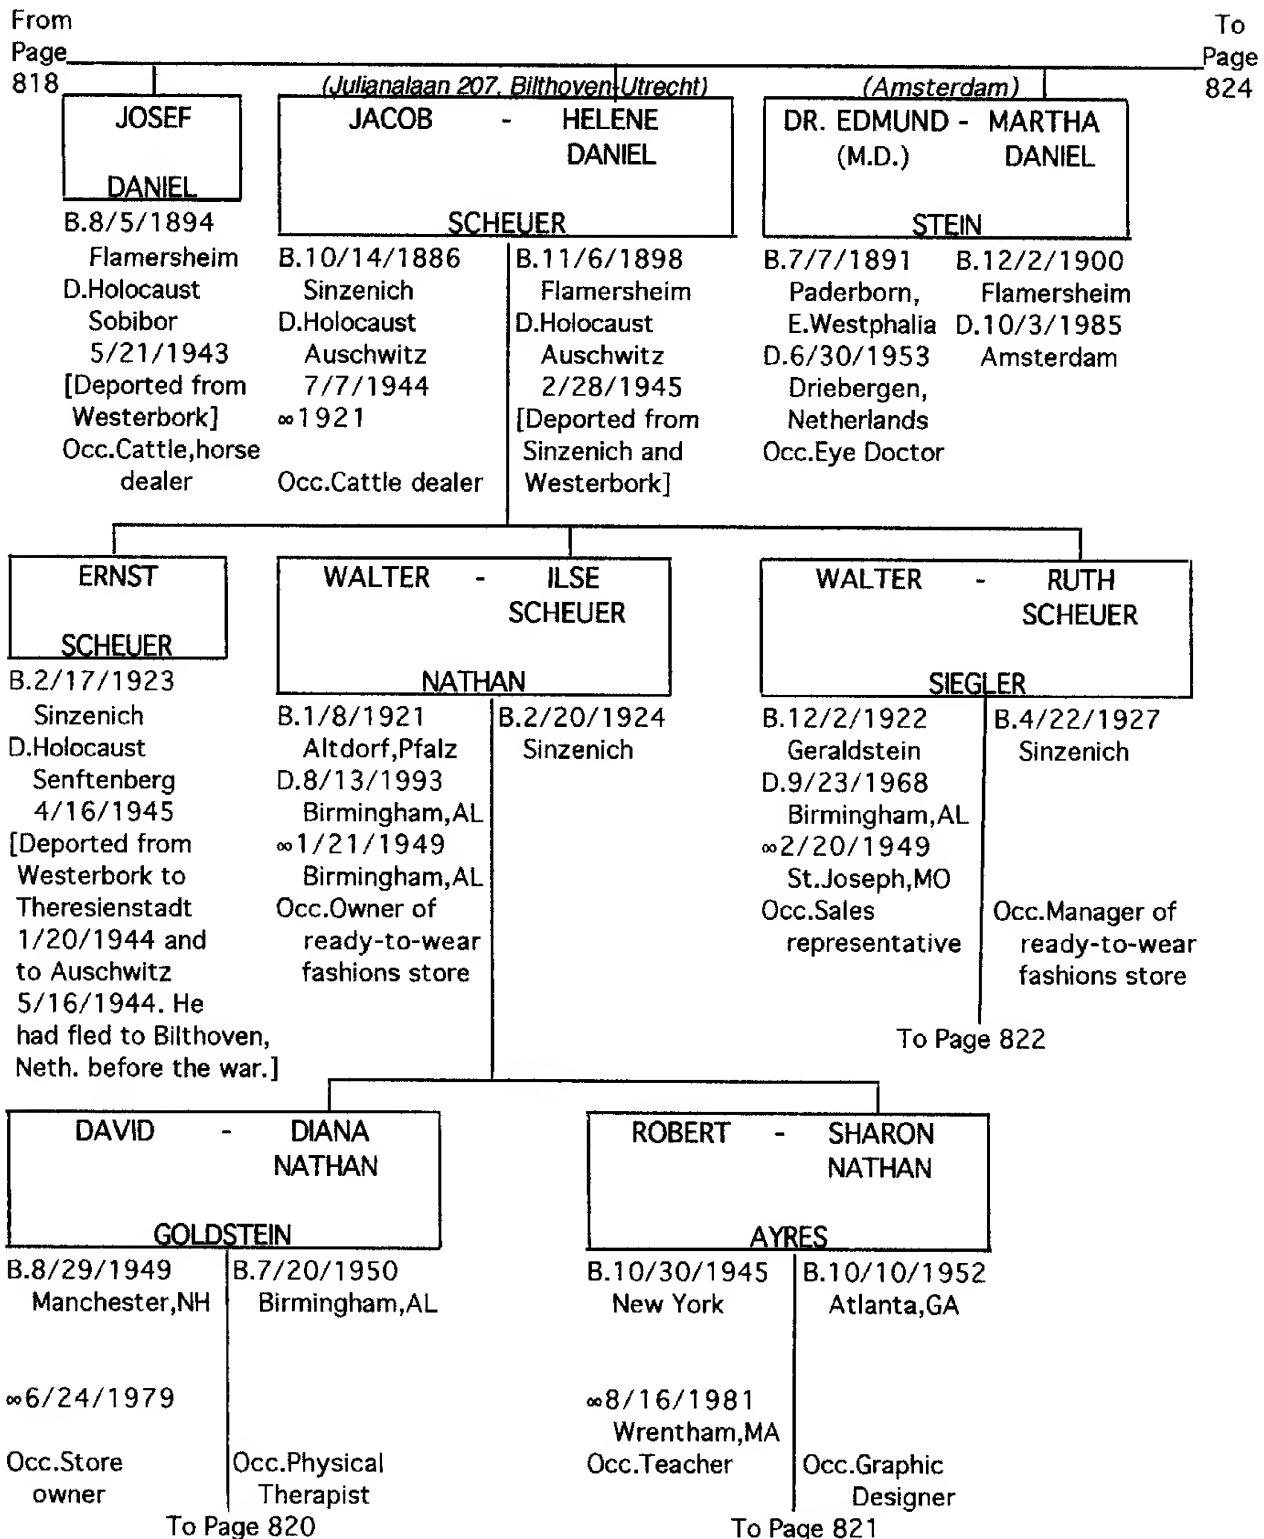 From
Page
818
To
Page
824
(Julianalaan 207, Bilthoven Utrecht)
(Amsterdam)
JOSEF
DANIEL
B.8/5/1894
Flamersheim
D.Holocaust
Sobibor
5/21/1943
[Deported from
Westerbork]
Occ.Cattle,horse
dealer
JACOB - HELENE
DANIEL
SCHEUER
B.10/14/1886
Sinzenich
D.Holocaust
Auschwitz
7/7/1944
∞1921
Occ.Cattle dealer
B.11/6/1898
Flamersheim
D.Holocaust
Auschwitz
2/28/1945
[Deported from
Sinzenich and
Westerbork]
DR. EDMUND - MARTHA
(M.D.) DANIEL
STEIN
B.7/7/1891
Paderborn,
E.Westphalia
D.6/30/1953
Driebergen,
Netherlands
Occ.Eye Doctor
B.12/2/1900
Flamersheim
D.10/3/1985
Amsterdam
ERNST
SCHEUER
B.2/17/1923
Sinzenich
D.Holocaust
Senftenberg
4/16/1945
[Deported from
Westerbork to
Theresienstadt
1/20/1944 and
to Auschwitz
5/16/1944. He
had fled to Bilthoven,
Neth. before the war.]
WALTER - ILSE
SCHEUER
NATHAN
B.1/8/1921
Altdorf,Pfalz
D.8/13/1993
Birmingham,AL
∞1/21/1949
Birmingham,AL
Occ.Owner of
ready-to-wear
fashions store
B.2/20/1924
Sinzenich
WALTER - RUTH
SCHEUER
SIEGLER
B.12/2/1922
Geraldstein
D.9/23/1968
Birmingham,AL
∞2/20/1949
St.Joseph,MO
Occ.Sales
representative
B.4/22/1927
Sinzenich
Occ.Manager of
ready-to-wear
fashions store
To Page 822
DAVID - DIANA
NATHAN
GOLDSTEIN
B.8/29/1949
Manchester,NH
∞6/24/1979
Occ.Store
owner
B.7/20/1950
Birmingham,AL
Occ.Physical
Therapist
To Page 820
ROBERT - SHARON
NATHAN
AYRES
B.10/30/1945
New York
∞8/16/1981
Wrentham,MA
Occ.Teacher
B.10/10/1952
Atlanta,GA
Occ.Graphic
Designer
To Page 821